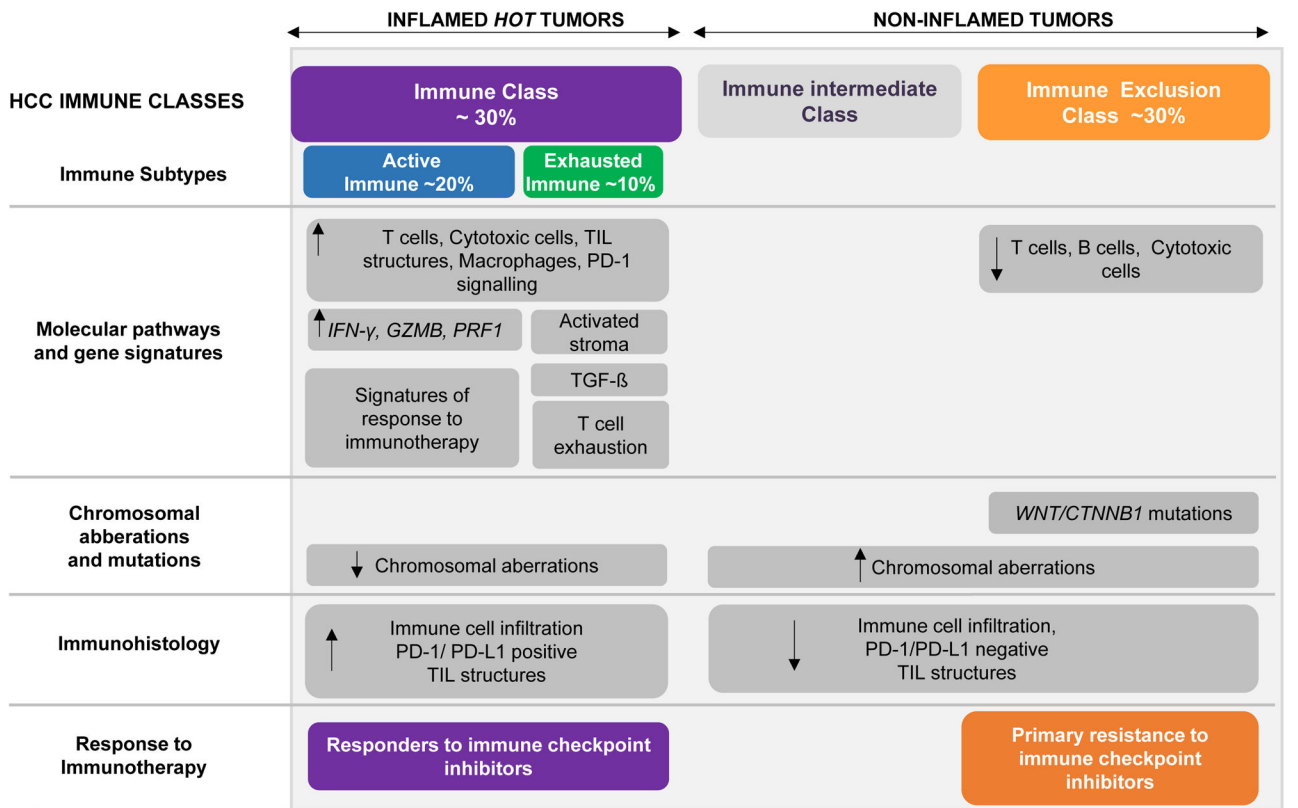 INFLAMED HOT TUMORS
NON-INFLAMED TUMORS
HCC IMMUNE CLASSES
Immune Class
~ 30%
Immune intermediate
Class
Immune Exclusion
Class ~30%
Immune Subtypes
Active
Immune ~20%
Exhausted
Immune ~10%
Molecular pathways
and gene signatures
↑ T cells, Cytotoxic cells, TIL
structures, Macrophages, PD-1
signalling
↓ T cells, B cells, Cytotoxic
cells
↑ IFN-γ, GZMB, PRF1
Activated
stroma
TGF-ß
Signatures of
response to
immunotherapy
T cell
exhaustion
Chromosomal
abberations
and mutations
WNT/CTNNB1 mutations
↓ Chromosomal aberrations
↑ Chromosomal aberrations
Immunohistology
↑ Immune cell infiltration
PD-1/ PD-L1 positive
TIL structures
↓ Immune cell infiltration,
PD-1/PD-L1 negative
TIL structures
Response to
Immunotherapy
Responders to immune checkpoint
inhibitors
Primary resistance to
immune checkpoint
inhibitors